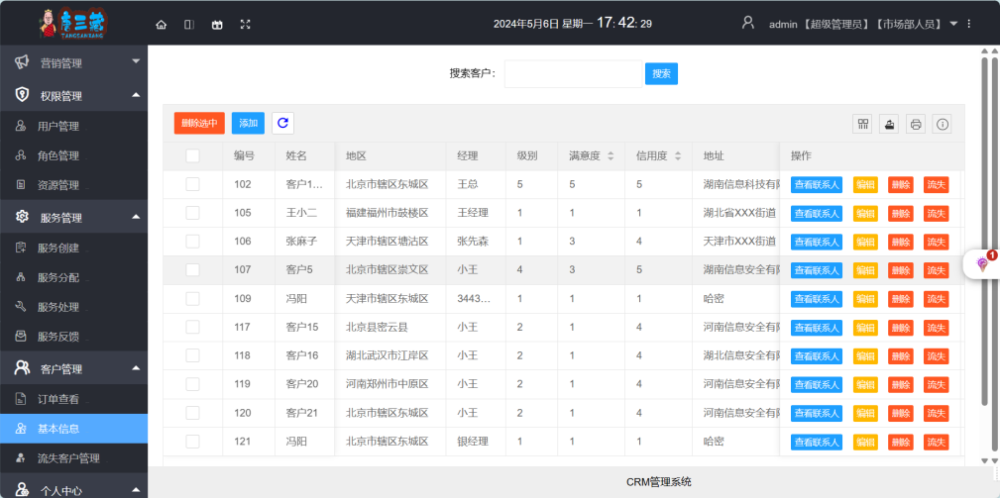 唐三藏
TANGSANZANG
2024年5月6日 星期一 17:42:29
admin 【超级管理员】【市场部人员】
营销管理
权限管理
用户管理
角色管理
资源管理
服务管理
服务创建
服务分配
服务处理
服务反馈
客户管理
订单查看
基本信息
流失客户管理
个人中心
搜索客户：
搜索
删除选中 添加
编号 姓名 地区 经理 级别 满意度 信用度 地址 操作
102 客户1... 北京市辖区东城区 王总 5 5 5 湖南信息科技有限 查看联系人 编辑 删除 流失
105 王小二 福建福州市鼓楼区 王经理 1 1 1 湖北省XXX街道 查看联系人 编辑 删除 流失
106 张麻子 天津市辖区塘沽区 张先森 1 3 4 天津市XXX街道 查看联系人 编辑 删除 流失
107 客户5 北京市辖区崇文区 小王 4 3 5 湖南信息安全有限 查看联系人 编辑 删除 流失
109 冯阳 天津市辖区东城区 3443... 1 1 1 哈密 查看联系人 编辑 删除 流失
117 客户15 北京县密云县 小王 2 1 4 河南信息安全有限 查看联系人 编辑 删除 流失
118 客户16 湖北武汉市江岸区 小王 2 1 4 湖北信息安全有限 查看联系人 编辑 删除 流失
119 客户20 河南郑州市中原区 小王 2 1 4 河南信息安全有限 查看联系人 编辑 删除 流失
120 客户21 北京市辖区东城区 小王 2 1 4 河南信息安全有限 查看联系人 编辑 删除 流失
121 冯阳 北京市辖区东城区 银经理 1 1 1 哈密 查看联系人 编辑 删除 流失
1
CRM管理系统